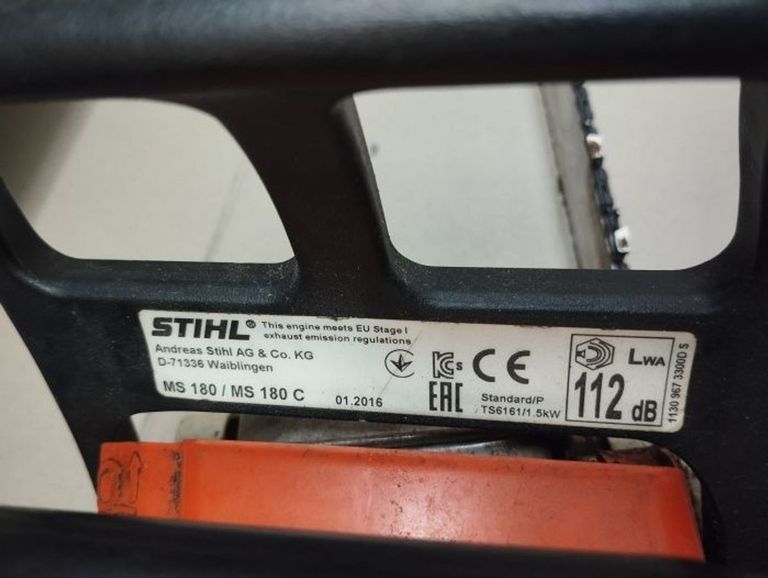 STIHL® This engine meets EU Stage I
exhaust emission regulations
Andreas Stihl AG & Co. KG
D-71336 Waiblingen
MS 180 / MS 180 C
01.2016
S
CE
EAC
Standard/P
TS6161/1.5kW
LWA
112 dB
1130 967 3300D S